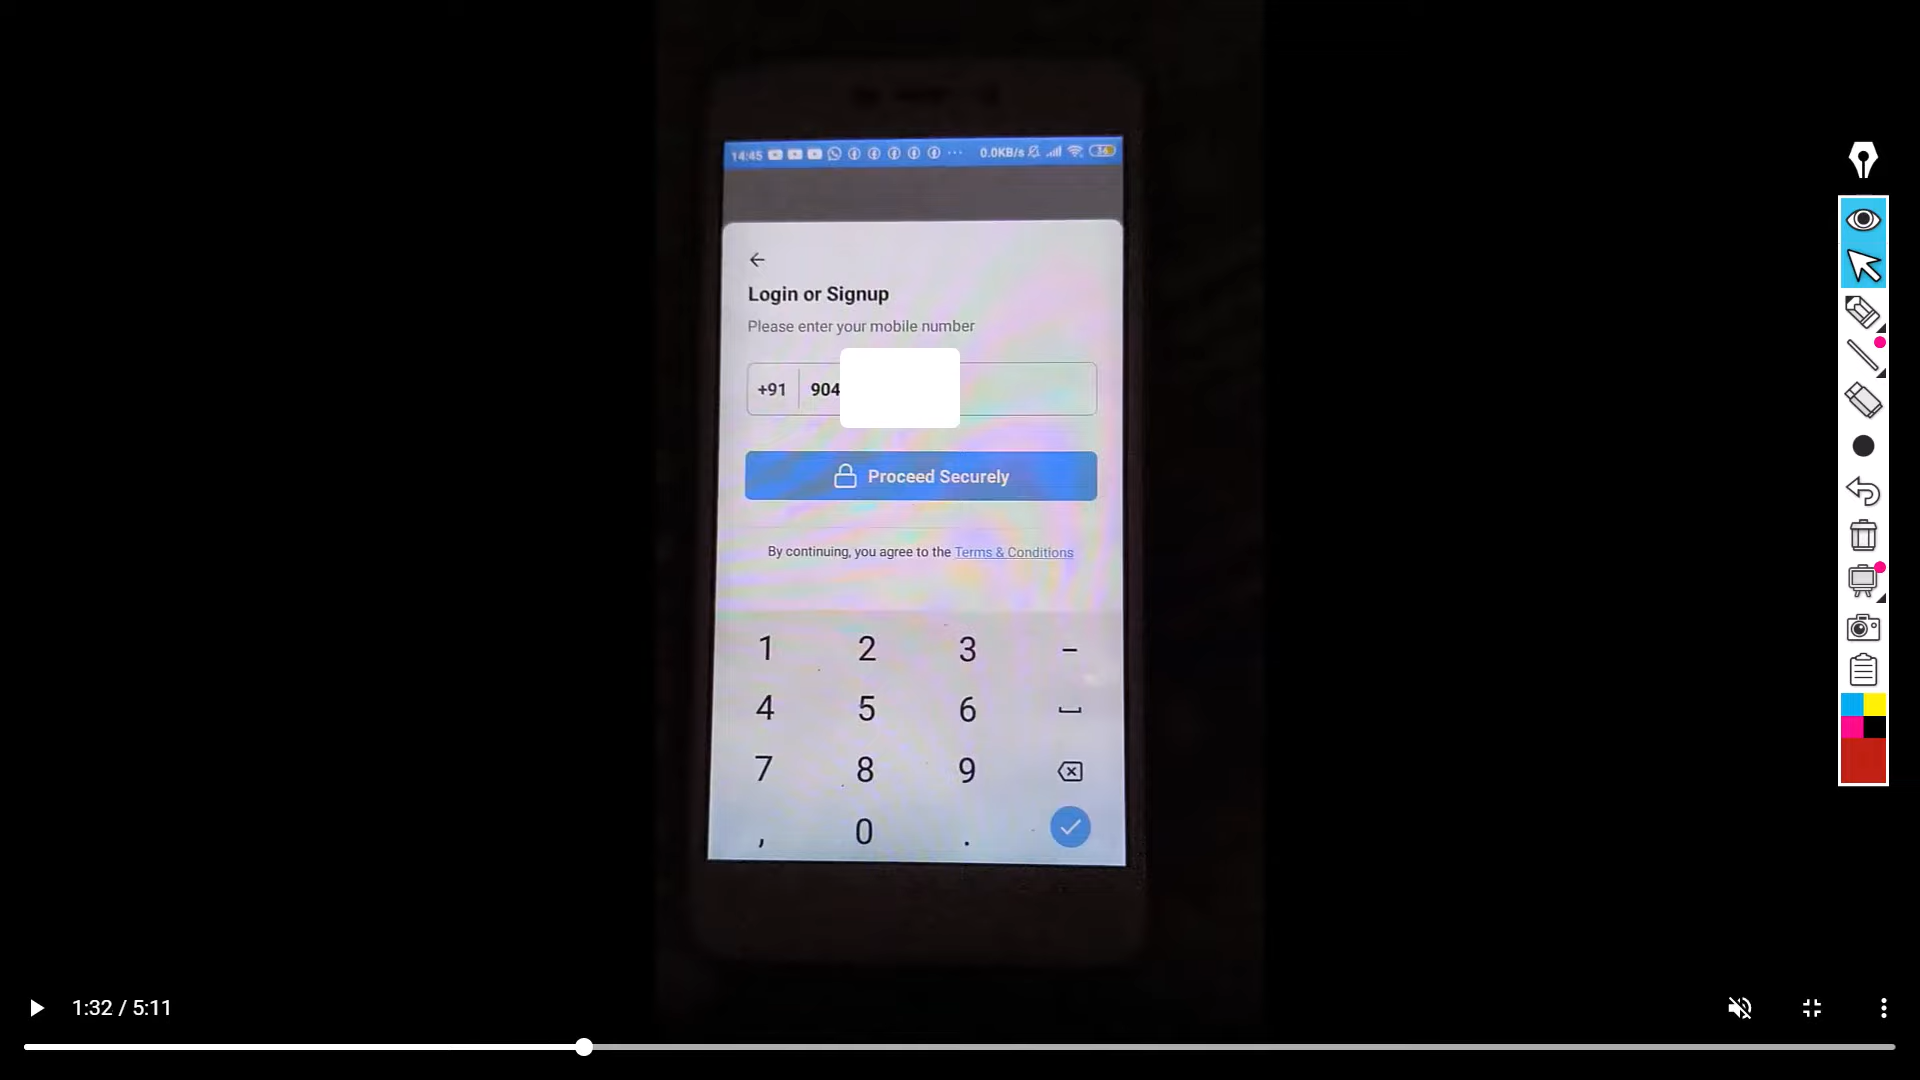 14:45 0.0KB/s 36
Login or Signup
Please enter your mobile number
+91 904
Proceed Securely
By continuing, you agree to the Terms & Conditions
1 2 3 –
4 5 6
7 8 9
, 0 .
1:32 / 5:11